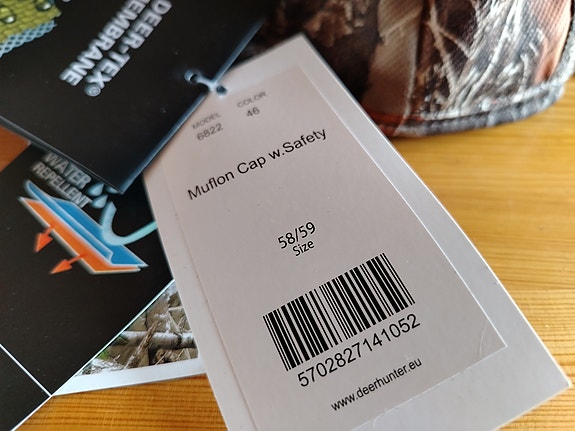 DEER-TEX®
MEMBRANE
WATER
REPELLENT
MODEL COLOR
6822 46
Muflon Cap w.Safety
58/59
Size
5702827141052
www.deerhunter.eu